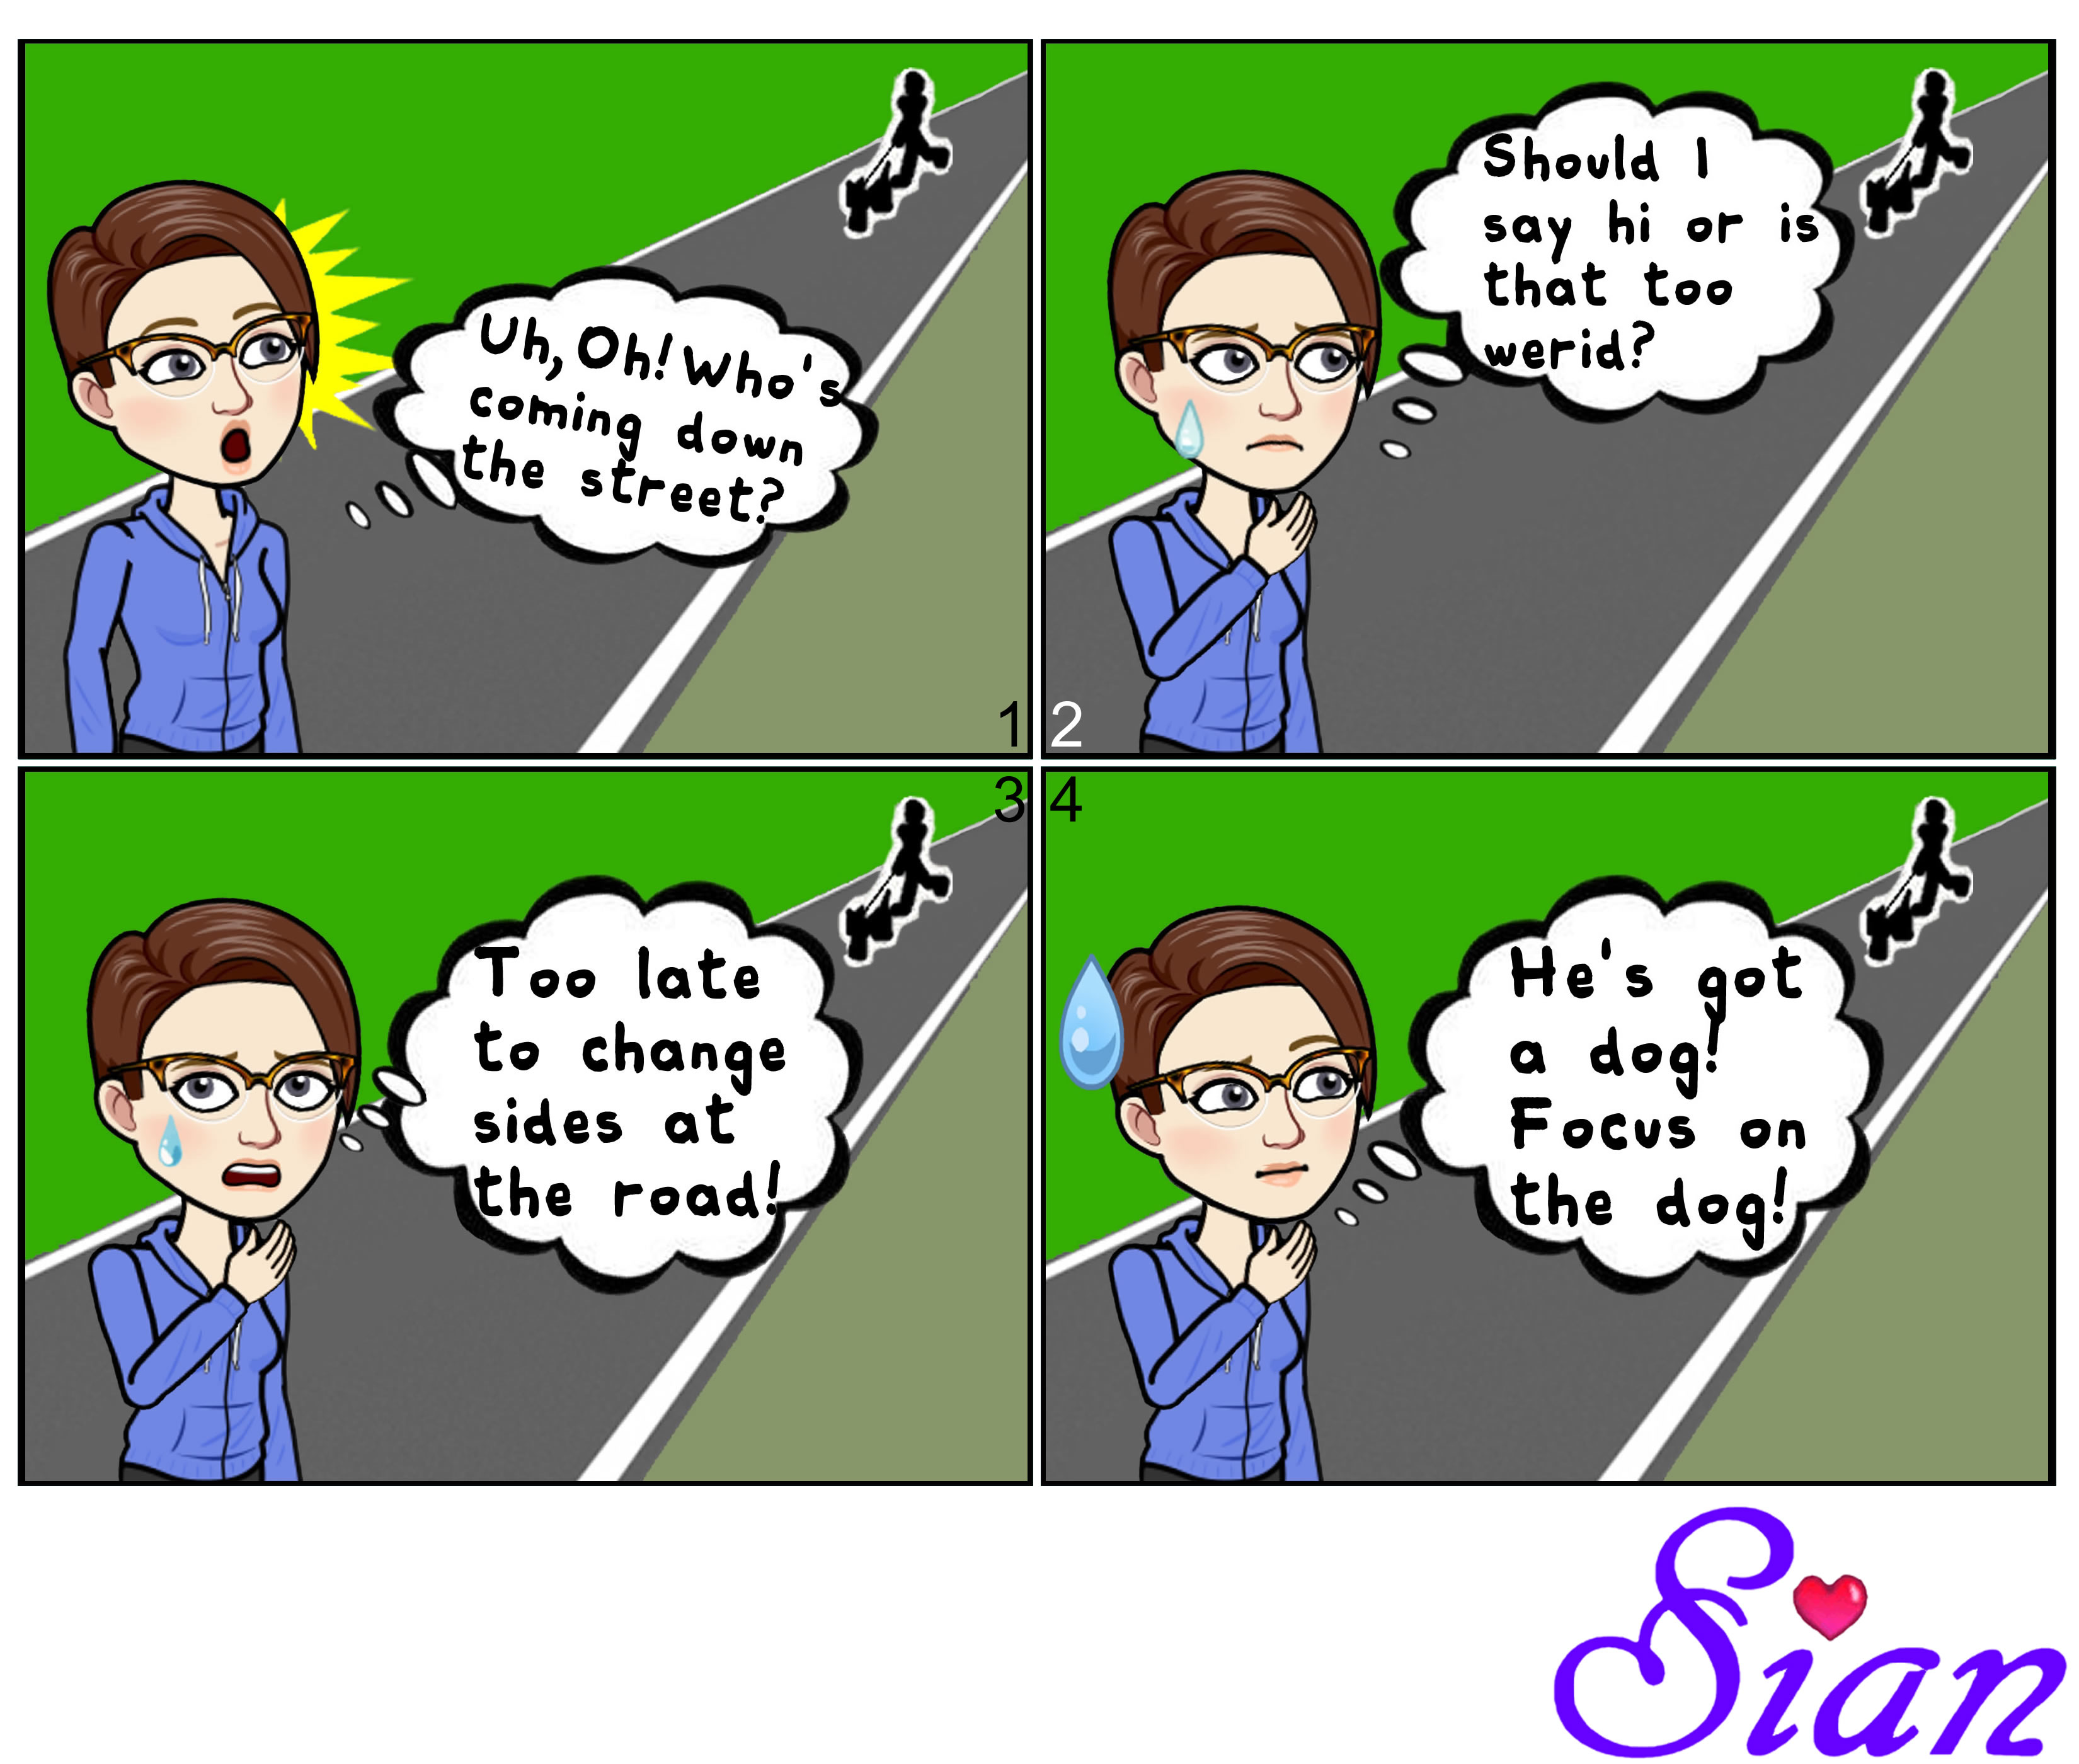 Uh, Oh! Who's
coming down
the street?
1
Should I
say hi or is
that too
werid?
2
Too late
to change
sides at
the road!
3
He's got
a dog!
Focus on
the dog!
4
Sian